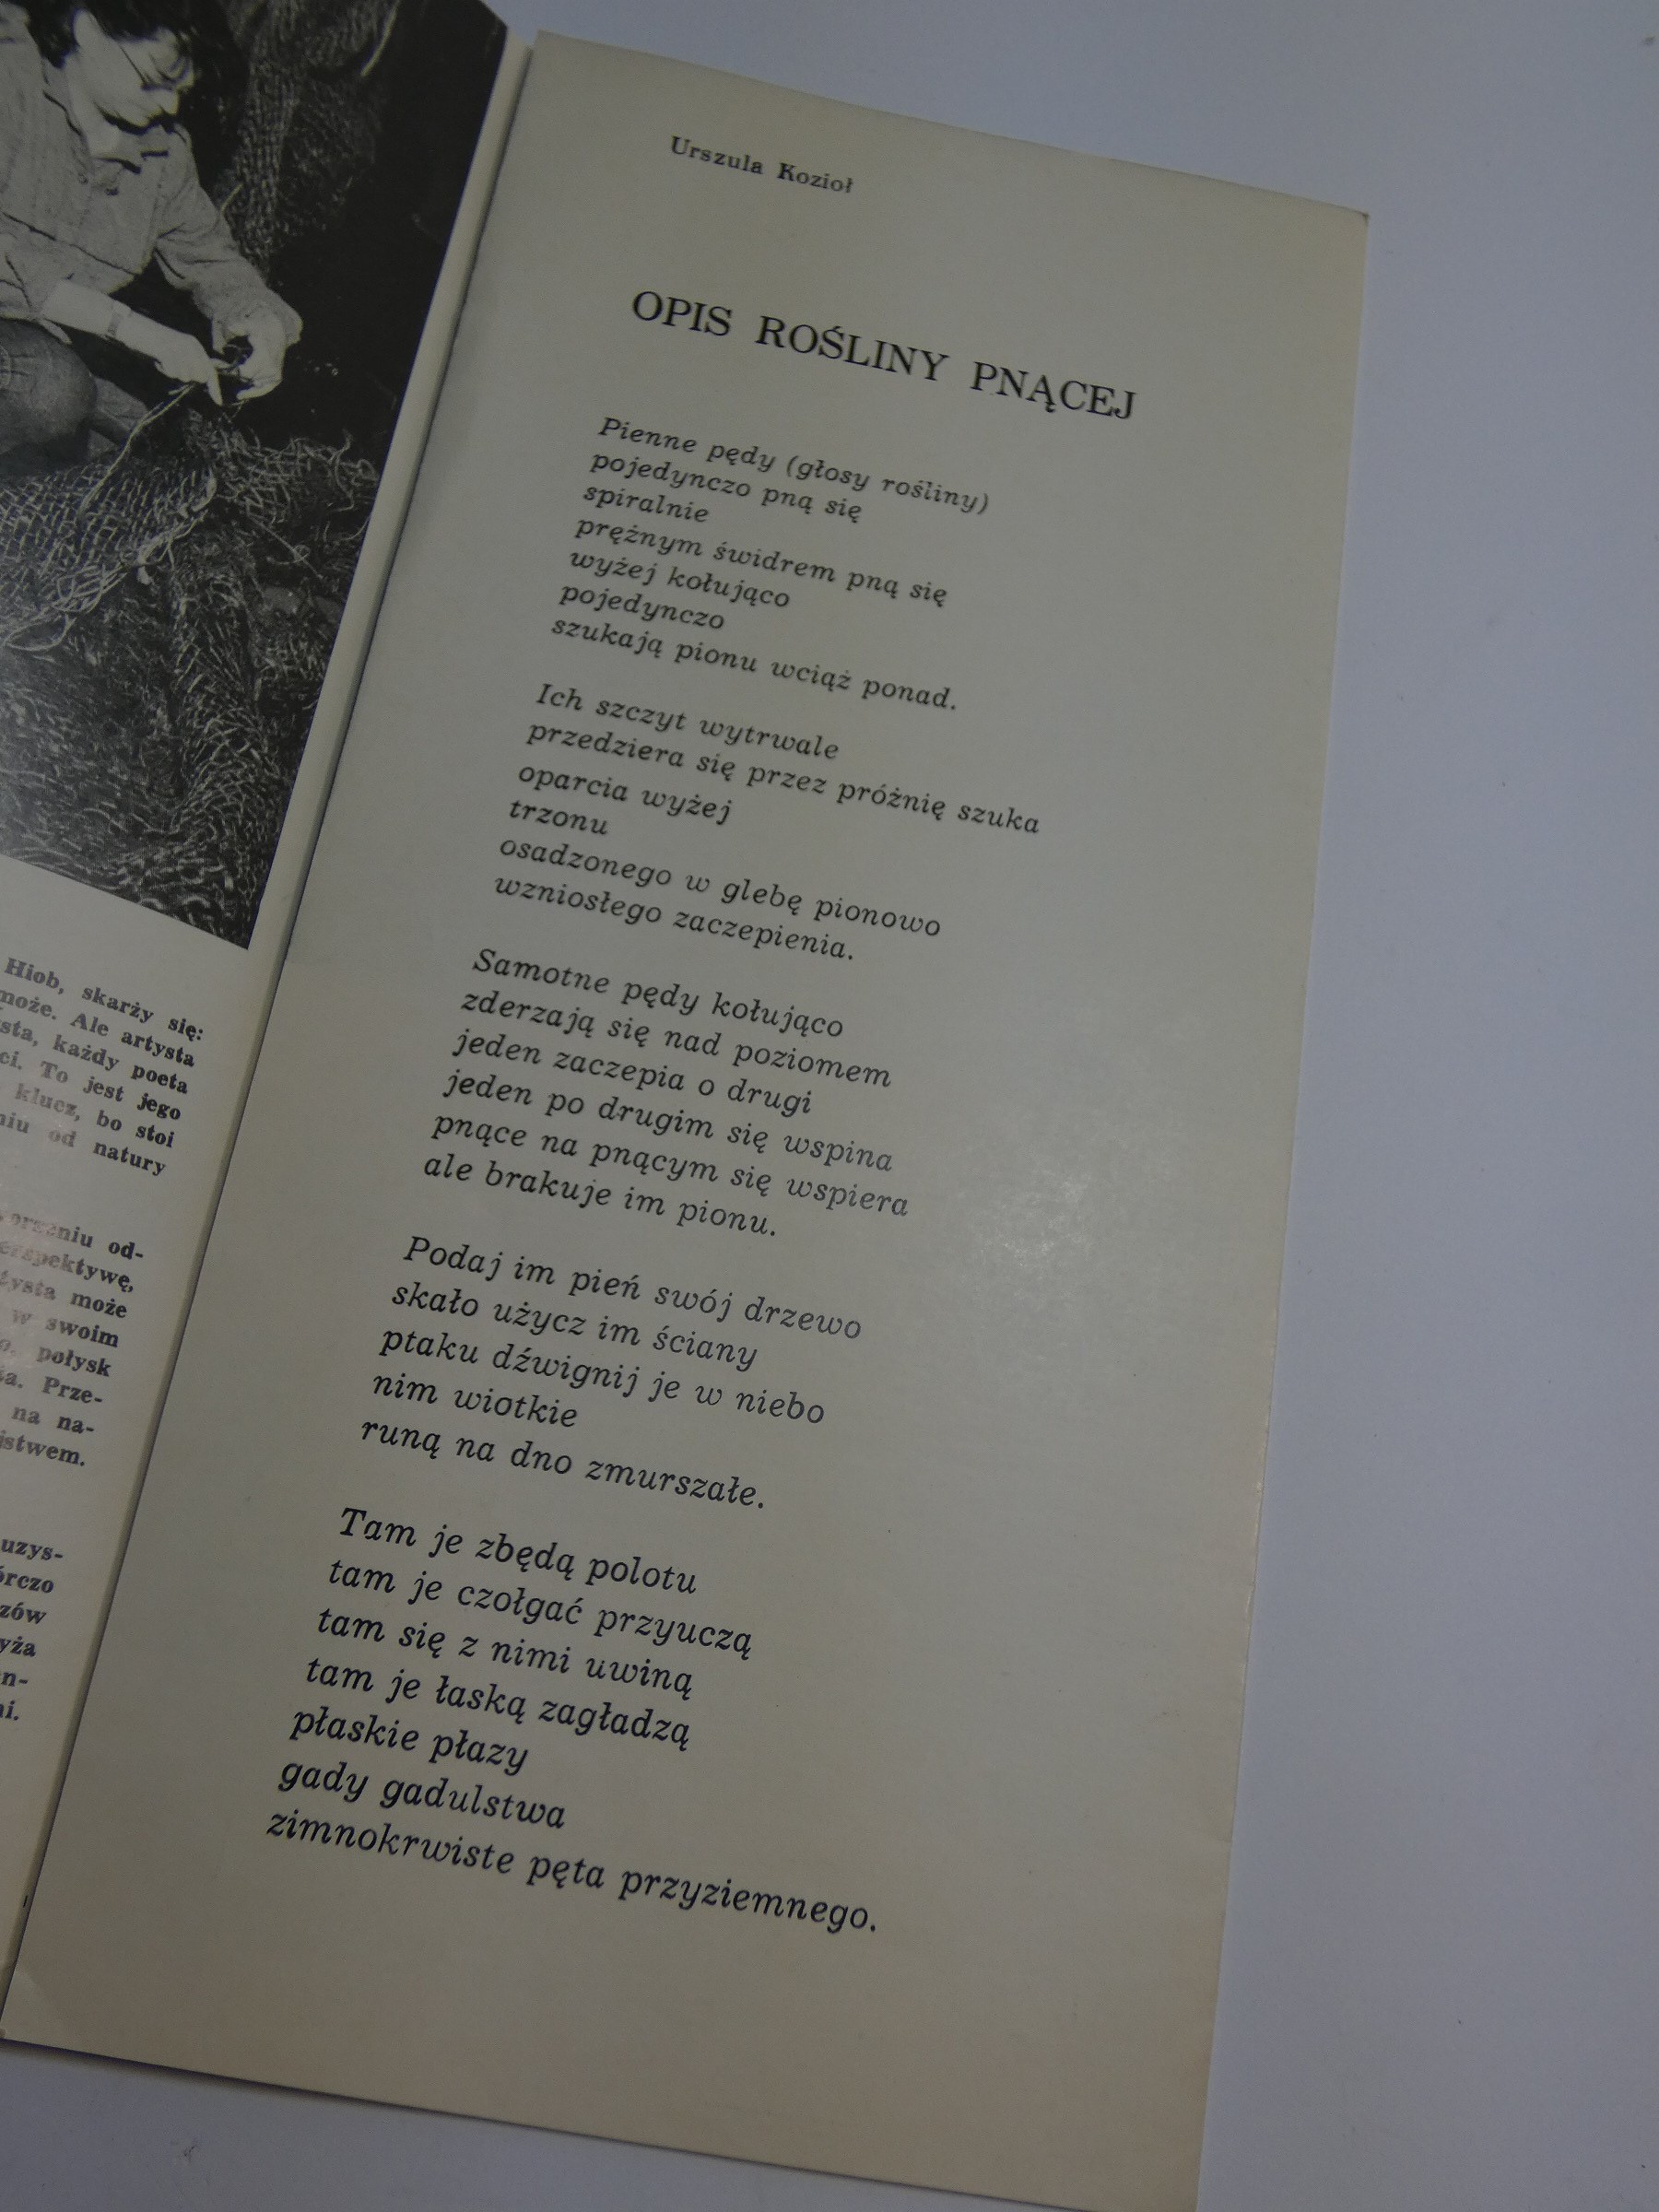 Hiob, skarży się:
może. Ale artysta
każdy poeta
To jest jego
klucz, bo stoi
od natury
od-
może
w swoim
połysk
Prze-
na na-
uzys-
Urszula Kozioł
OPIS ROŚLINY PNĄCEJ
Pienne pędy (głosy rośliny)
pojedynczo pną się
spiralnie
prężnym świdrem pną się
wyżej kołująco
pojedynczo
szukają pionu wciąż ponad.
Ich szczyt wytrwale
przedziera się przez próżnię szuka
oparcia wyżej
trzonu
osadzonego w glebę pionowo
wzniosłego zaczepienia.
Samotne pędy kołująco
zderzają się nad poziomem
jeden zaczepia o drugi
jeden po drugim się wspina
pnące na pnącym się wspiera
ale brakuje im pionu.
Podaj im pień swój drzewo
skało użycz im ściany
ptaku dźwignij je w niebo
nim wiotkie
runą na dno zmurszałe.
Tam je zbędą polotu
tam je czołgać przyuczą
tam się z nimi uwiną
tam je łaską zagładzą
płaskie płazy
gady gadulstwa
zimnokrwiste pęta przyziemnego.